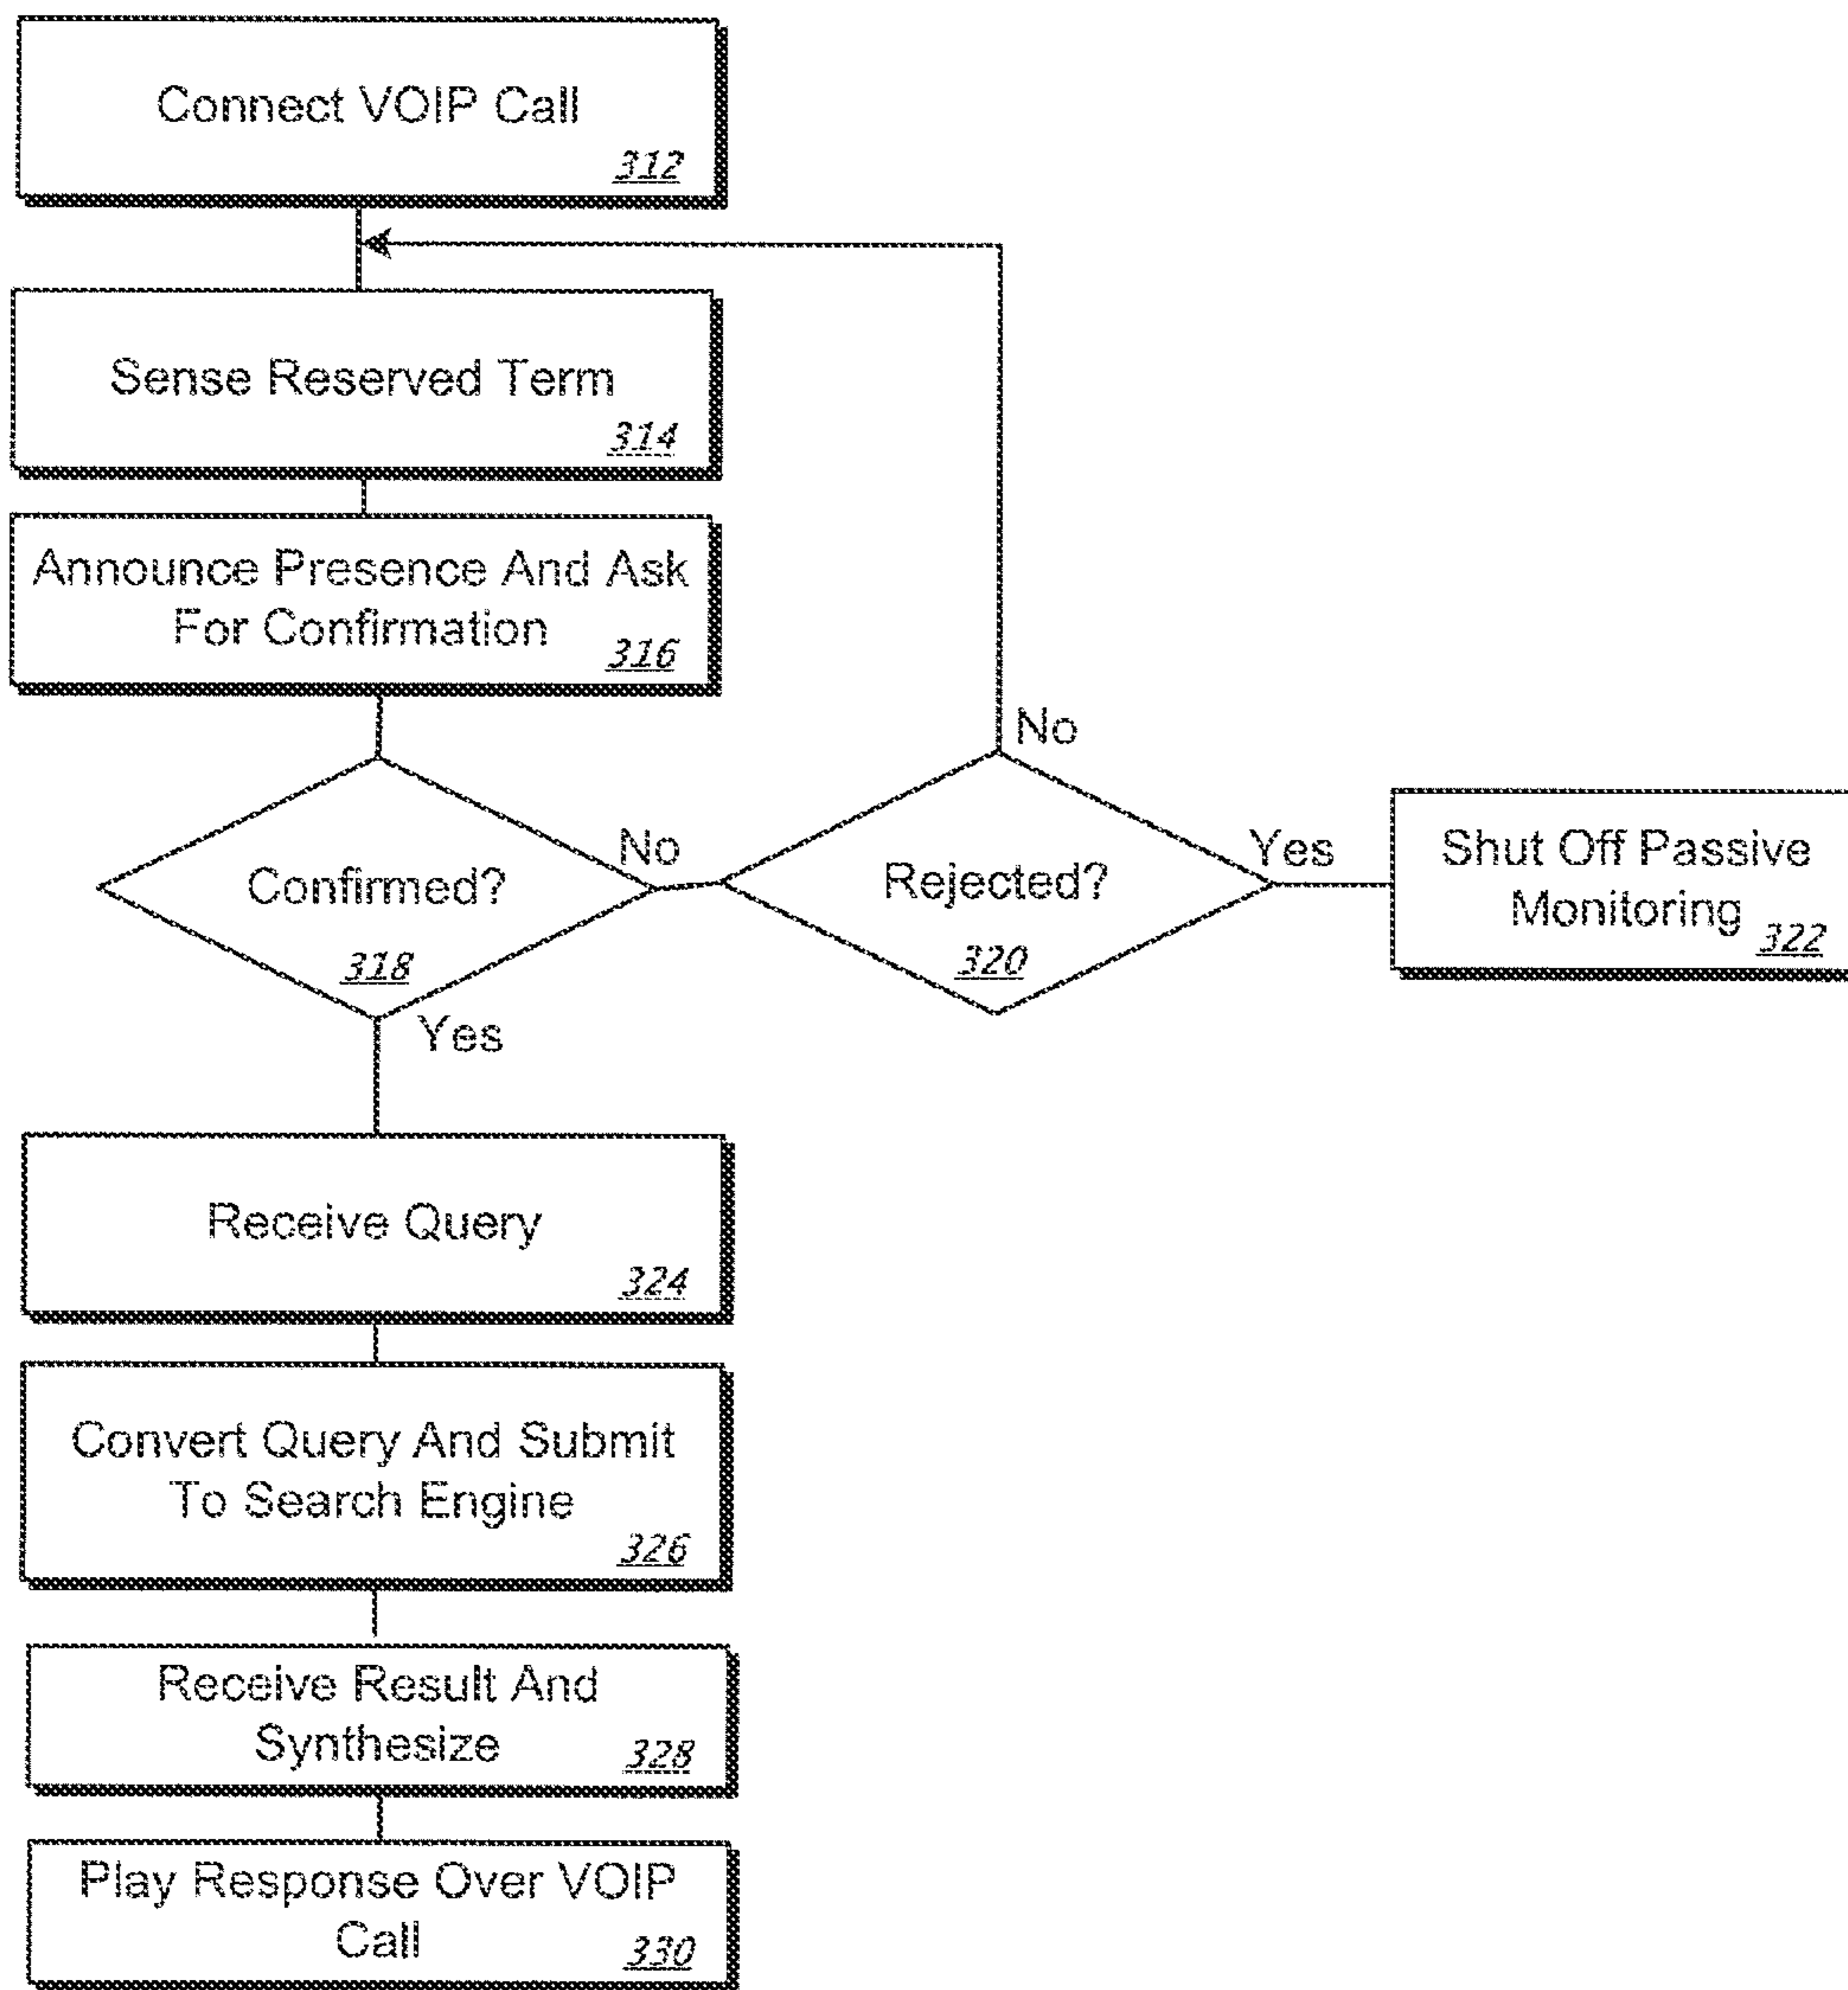 Connect VOIP Call
312
Sense Reserved Term
314
Announce Presence And Ask
For Confirmation
316
Confirmed?
318
No
Yes
Rejected?
320
No
Yes
Shut Off Passive
Monitoring
322
Receive Query
324
Convert Query And Submit
To Search Engine
326
Receive Result And
Synthesize
328
Play Response Over VOIP
Call
330